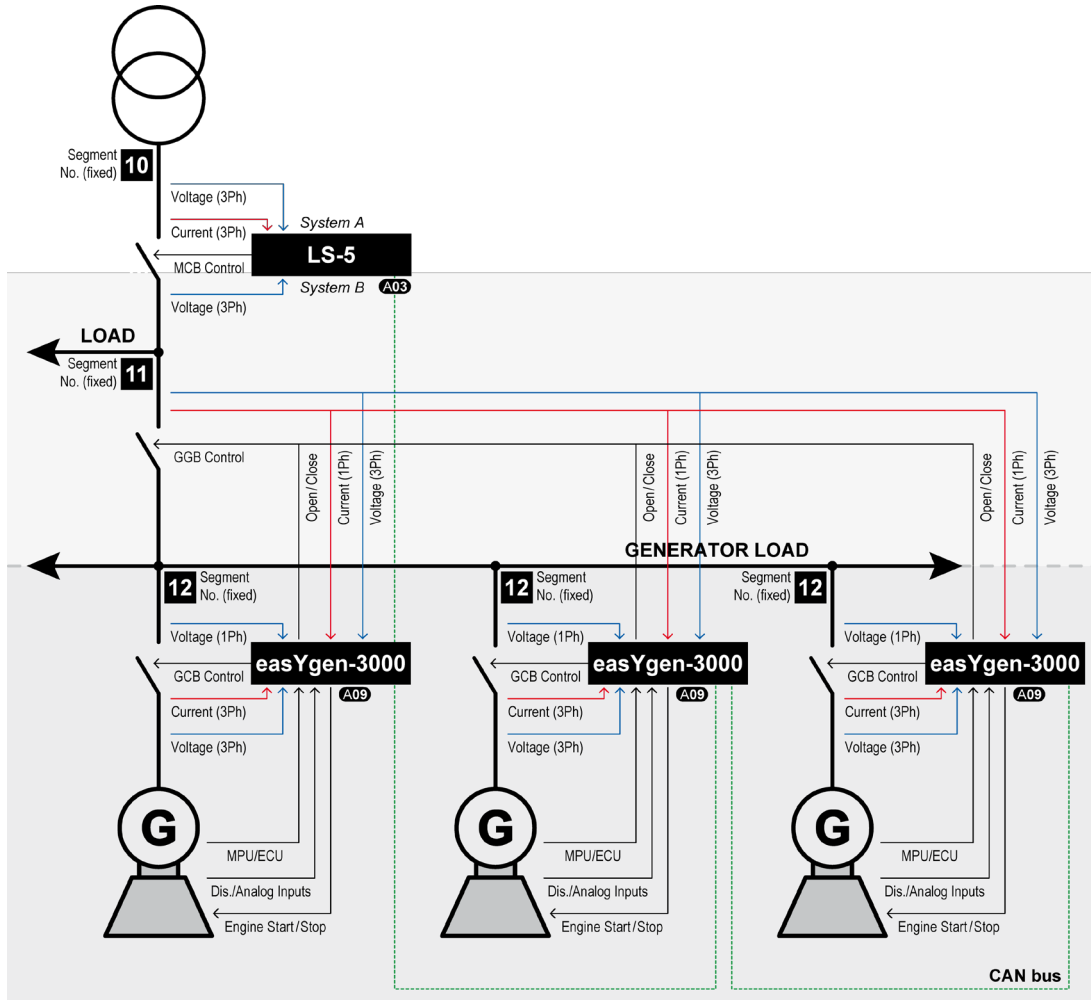 Segment
No. (fixed)
10
Voltage (3Ph)
Current (3Ph)
System A
LS-5
MCB Control
System B
A03
Voltage (3Ph)
LOAD
Segment
No. (fixed)
11
GGB Control
Open/Close
Current (1Ph)
Voltage (3Ph)
Open/Close
Current (1Ph)
Voltage (3Ph)
Open/Close
Current (1Ph)
Voltage (3Ph)
GENERATOR LOAD
12
Segment
No. (fixed)
12
Segment
No. (fixed)
Segment
No. (fixed)
12
Voltage (1Ph)
easYgen-3000
GCB Control
A09
Current (3Ph)
Voltage (3Ph)
G
MPU/ECU
Dis./Analog Inputs
Engine Start/Stop
Voltage (1Ph)
easYgen-3000
GCB Control
A09
Current (3Ph)
Voltage (3Ph)
G
MPU/ECU
Dis./Analog Inputs
Engine Start/Stop
Voltage (1Ph)
easYgen-3000
GCB Control
A09
Current (3Ph)
Voltage (3Ph)
G
MPU/ECU
Dis./Analog Inputs
Engine Start/Stop
CAN bus